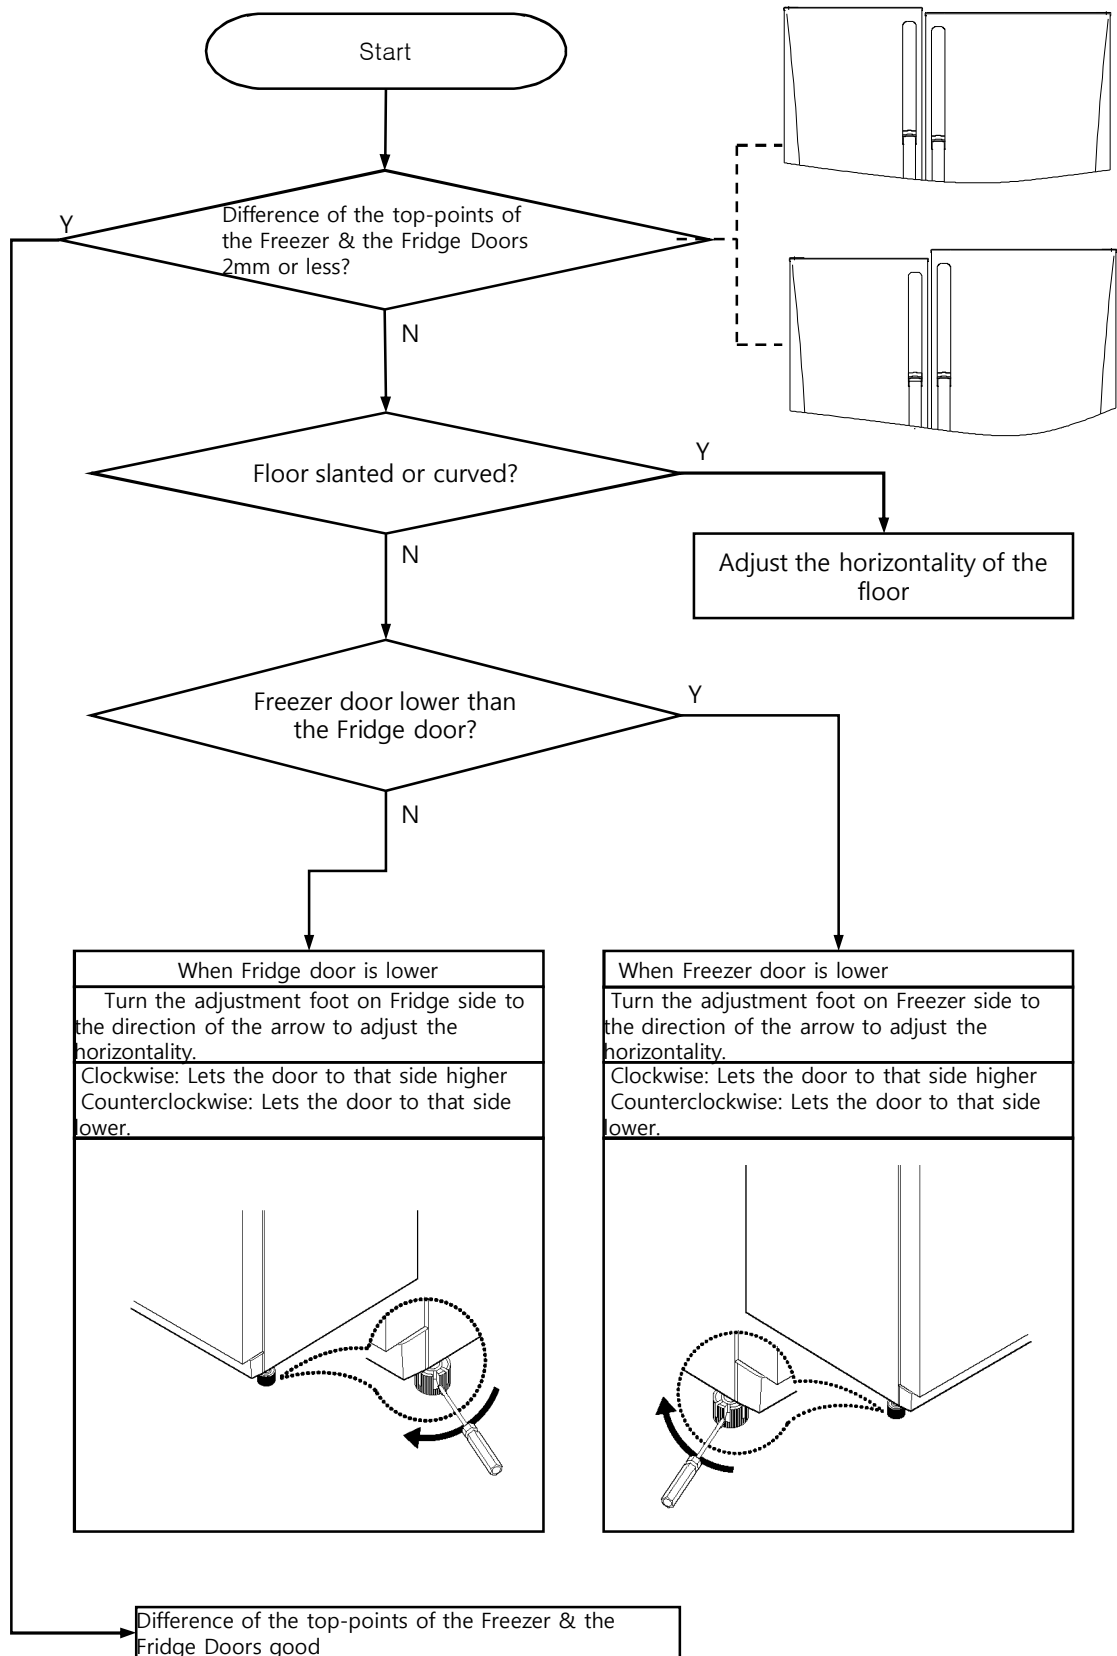 Start
Difference of the top-points of
the Freezer & the Fridge Doors
2mm or less?
Y
N
Floor slanted or curved?
Y
Adjust the horizontality of the
floor
N
Freezer door lower than
the Fridge door?
Y
N
When Fridge door is lower
Turn the adjustment foot on Fridge side to
the direction of the arrow to adjust the
horizontality.
Clockwise: Lets the door to that side higher
Counterclockwise: Lets the door to that side
lower.
When Freezer door is lower
Turn the adjustment foot on Freezer side to
the direction of the arrow to adjust the
horizontality.
Clockwise: Lets the door to that side higher
Counterclockwise: Lets the door to that side
lower.
Difference of the top-points of the Freezer & the
Fridge Doors good